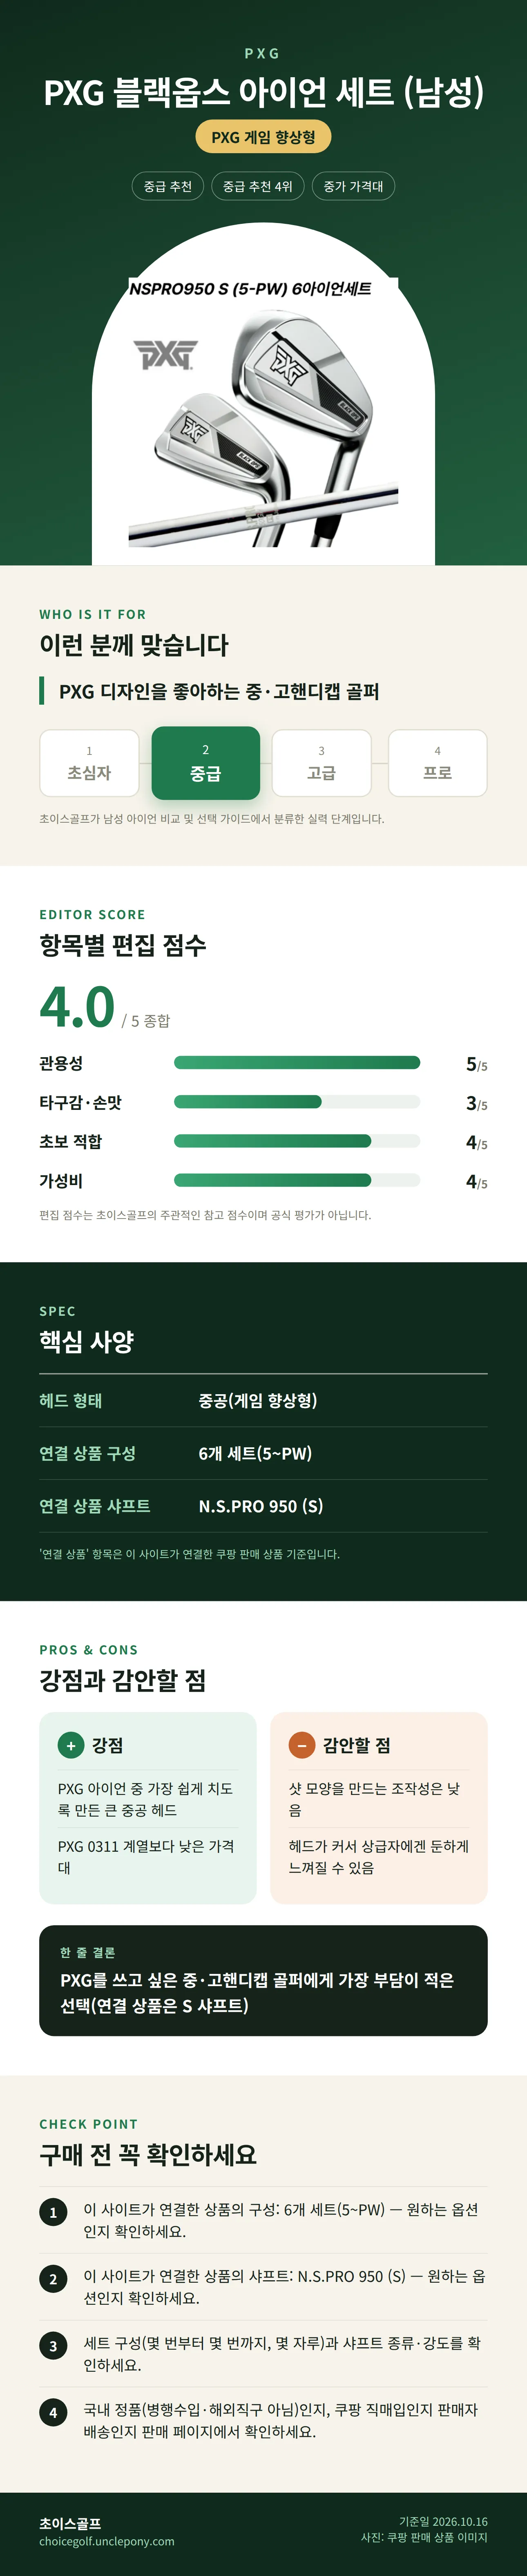 PXG
PXG 블랙옵스 아이언 세트 (남성)
PXG 게임 향상형
중급 추천
중급 추천 4위
중가 가격대
NSPRO950 S (5-PW) 6아이언세트
PXG
PXG
BLACK OPS
PXG
BLACK OPS
WHO IS IT FOR
이런 분께 맞습니다
PXG 디자인을 좋아하는 중·고핸디캡 골퍼
1
초심자
2
중급
3
고급
4
프로
초이스골프가 남성 아이언 비교 및 선택 가이드에서 분류한 실력 단계입니다.
EDITOR SCORE
항목별 편집 점수
4.0 / 5 종합
관용성 5/5
타구감·손맛 3/5
초보 적합 4/5
가성비 4/5
편집 점수는 초이스골프의 주관적인 참고 점수이며 공식 평가가 아닙니다.
SPEC
핵심 사양
헤드 형태 중공(게임 향상형)
연결 상품 구성 6개 세트(5~PW)
연결 상품 샤프트 N.S.PRO 950 (S)
'연결 상품' 항목은 이 사이트가 연결한 쿠팡 판매 상품 기준입니다.
PROS & CONS
강점과 감안할 점
+ 강점
PXG 아이언 중 가장 쉽게 치도
록 만든 큰 중공 헤드
PXG 0311 계열보다 낮은 가격
대
− 감안할 점
샷 모양을 만드는 조작성은 낮
음
헤드가 커서 상급자에겐 둔하게
느껴질 수 있음
한 줄 결론
PXG를 쓰고 싶은 중·고핸디캡 골퍼에게 가장 부담이 적은
선택(연결 상품은 S 샤프트)
CHECK POINT
구매 전 꼭 확인하세요
1 이 사이트가 연결한 상품의 구성: 6개 세트(5~PW) — 원하는 옵션
인지 확인하세요.
2 이 사이트가 연결한 상품의 샤프트: N.S.PRO 950 (S) — 원하는 옵
션인지 확인하세요.
3 세트 구성(몇 번부터 몇 번까지, 몇 자루)과 샤프트 종류·강도를 확
인하세요.
4 국내 정품(병행수입·해외직구 아님)인지, 쿠팡 직매입인지 판매자
배송인지 판매 페이지에서 확인하세요.
초이스골프
choicegolf.unclepony.com
기준일 2026.10.16
사진: 쿠팡 판매 상품 이미지